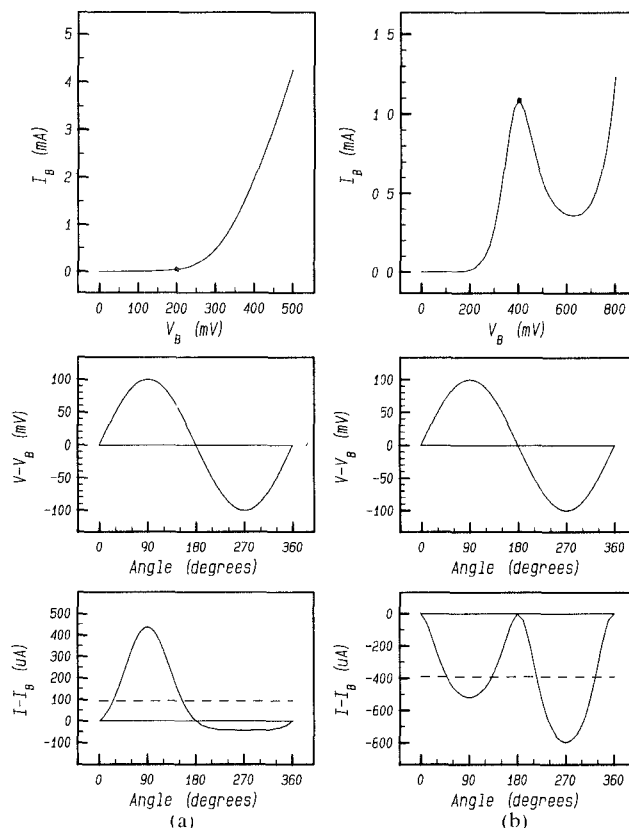 5
4
3
2
1
0
I_B (mA)
0 100 200 300 400 500
V_B (mV)
1 5
1 0
0 5
0 0
I_B (mA)
0 200 400 600 800
V_B (mV)
100
50
0
-50
-100
V-V_B (mV)
0 90 180 270 360
Angle (degrees)
100
50
0
-50
-100
V-V_B (mV)
0 90 180 270 360
Angle (degrees)
500
400
300
200
100
0
-100
I-I_B (uA)
0 90 180 270 360
Angle (degrees)
(a)
0
-200
-400
-600
I-I_B (uA)
0 90 180 270 360
Angle (degrees)
(b)